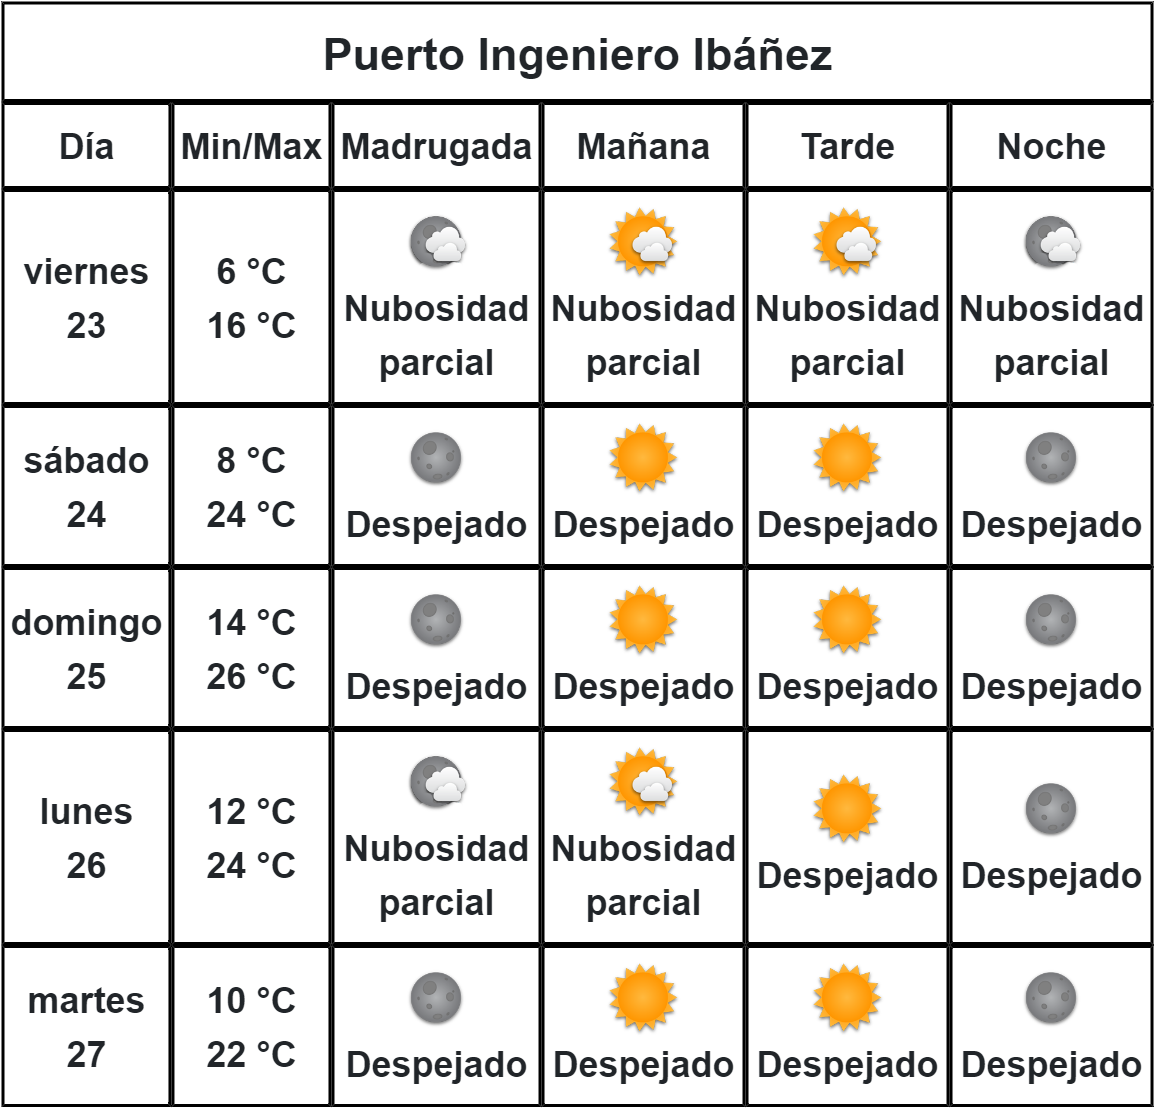 Puerto Ingeniero Ibáñez
Día Min/Max Madrugada Mañana Tarde Noche
viernes 23 6 °C 16 °C Nubosidad parcial Nubosidad parcial Nubosidad parcial Nubosidad parcial
sábado 24 8 °C 24 °C Despejado Despejado Despejado Despejado
domingo 25 14 °C 26 °C Despejado Despejado Despejado Despejado
lunes 26 12 °C 24 °C Nubosidad parcial Nubosidad parcial Despejado Despejado
martes 27 10 °C 22 °C Despejado Despejado Despejado Despejado